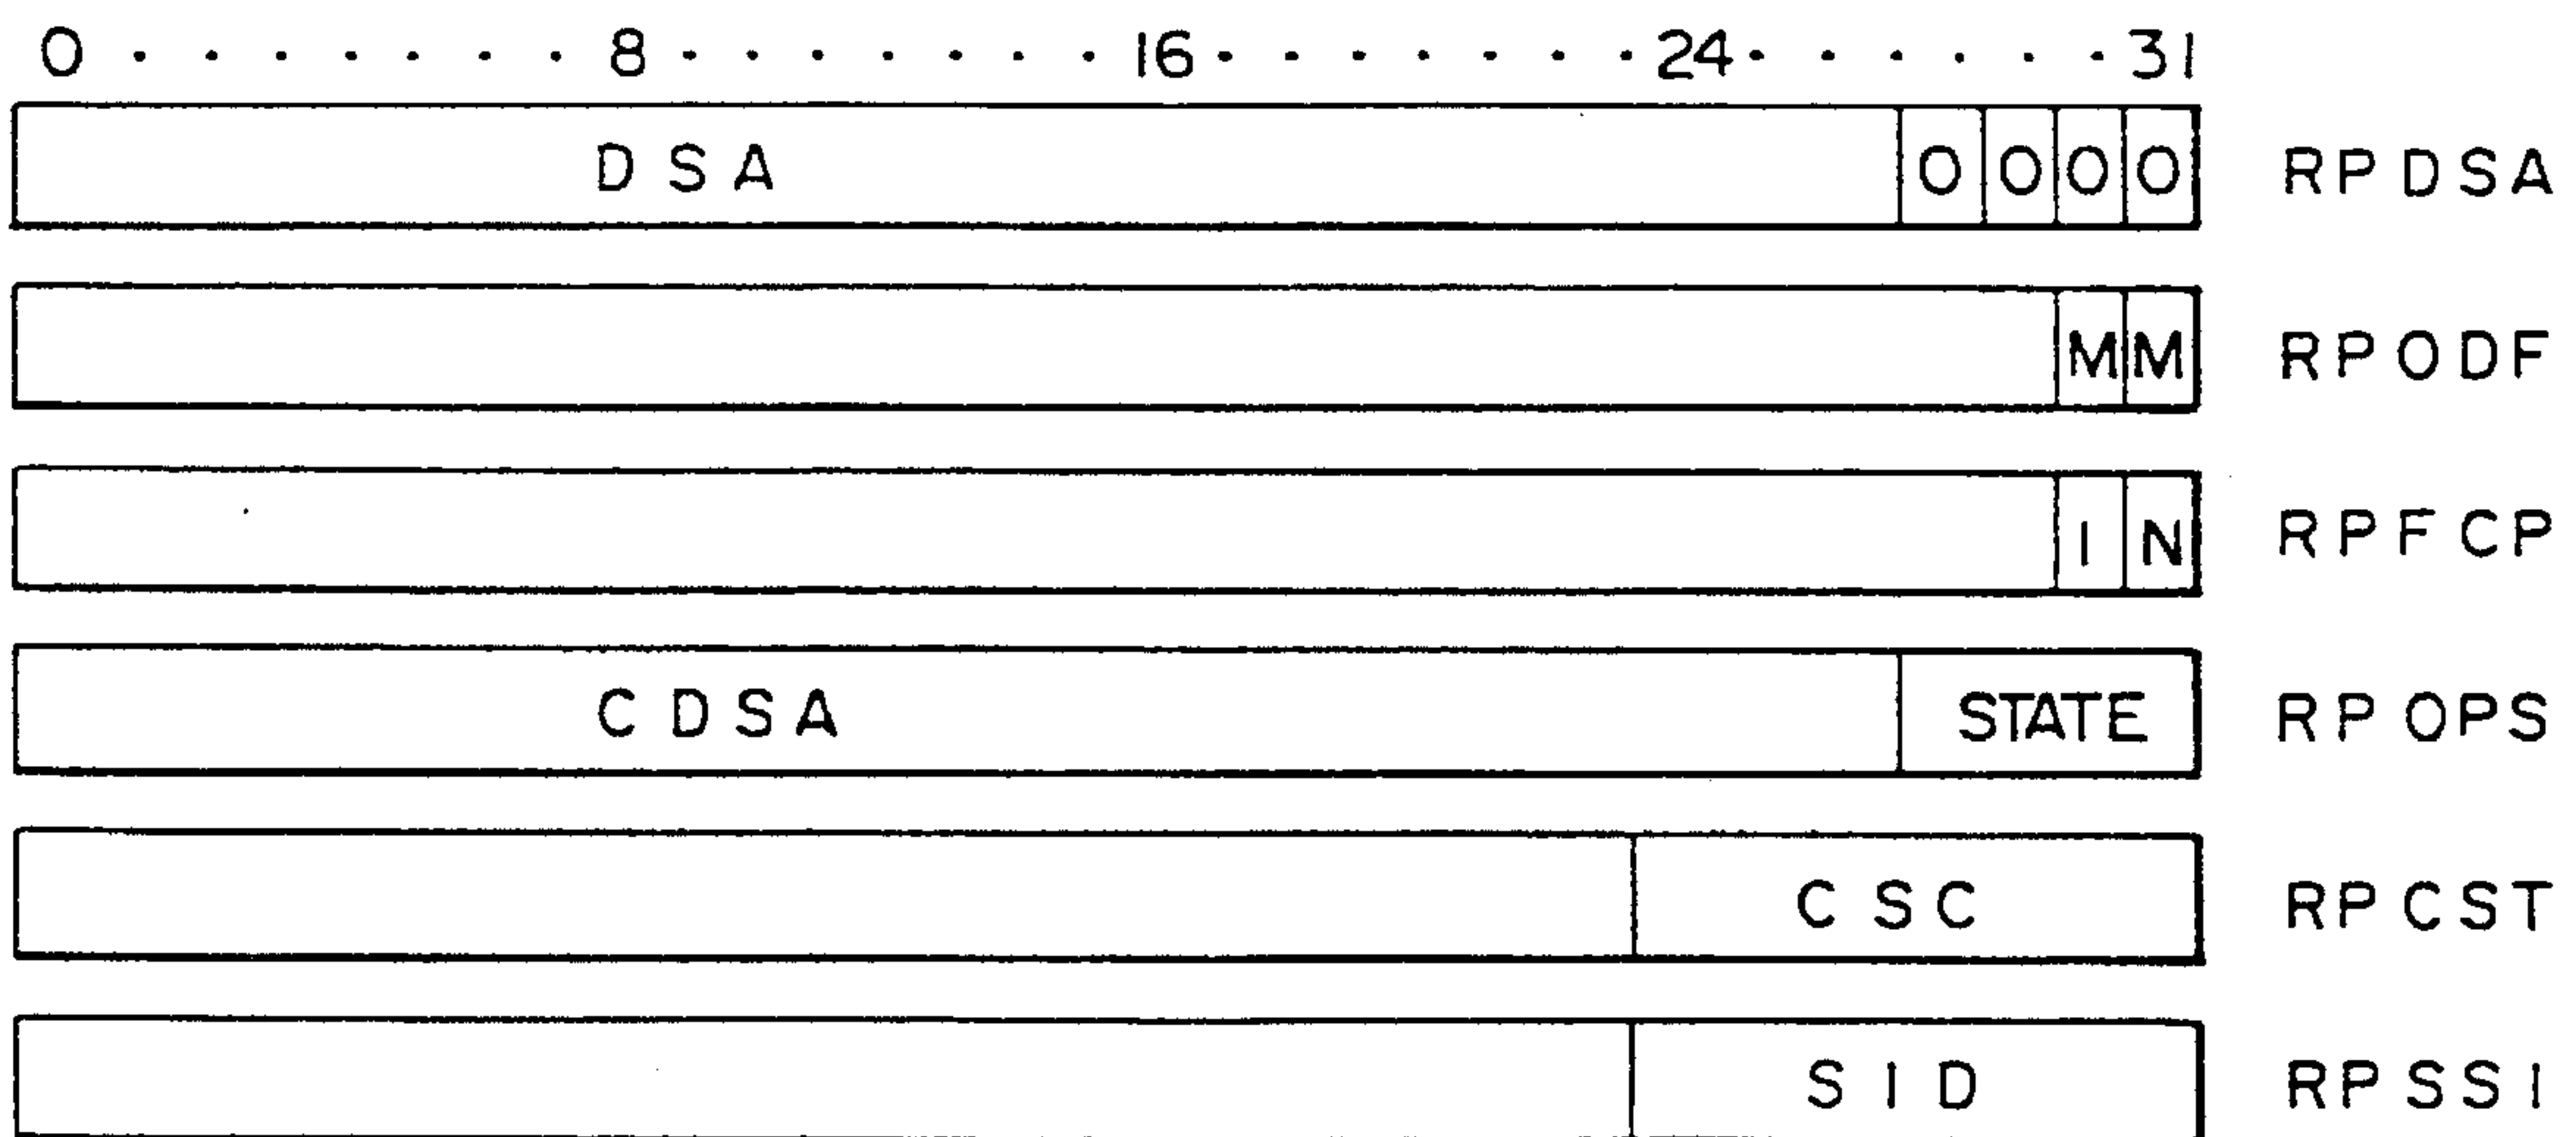 0 . . . . . . . 8 . . . . . . . 16 . . . . . . . 24 . . . . . . 31
DSA 0 0 0 0 RPDSA
M M RPODF
I N RPFCP
CDSA STATE RPOPS
CSC RPCST
SID RPSSI